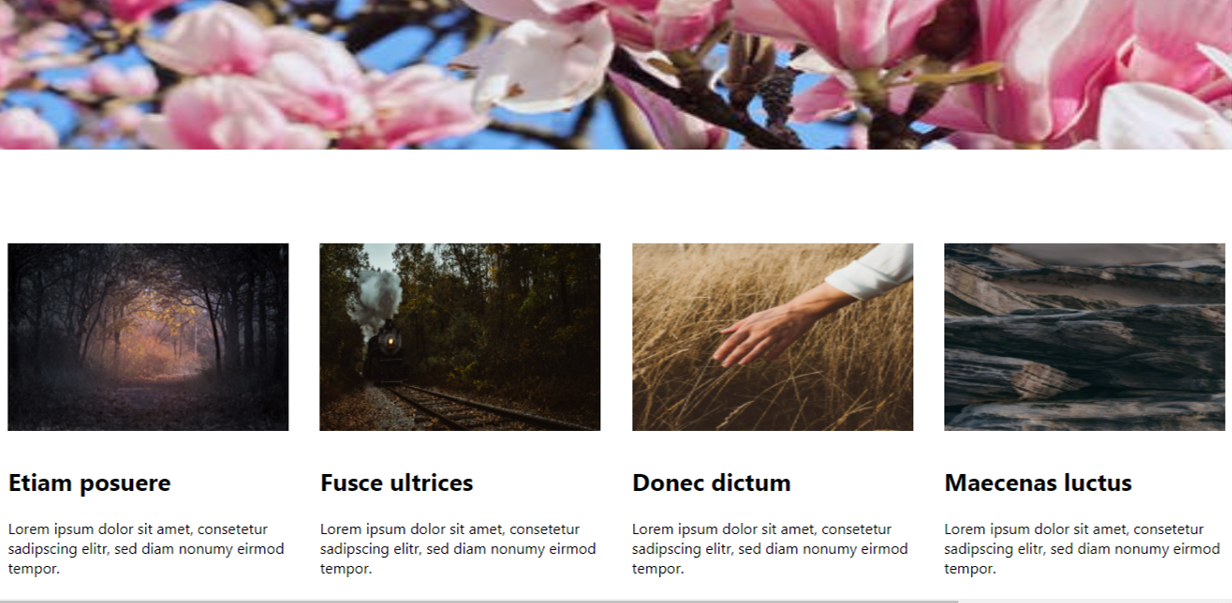 Etiam posuere
Lorem ipsum dolor sit amet, consetetur
sadipscing elitr, sed diam nonumy eirmod
tempor.
Fusce ultrices
Lorem ipsum dolor sit amet, consetetur
sadipscing elitr, sed diam nonumy eirmod
tempor.
Donec dictum
Lorem ipsum dolor sit amet, consetetur
sadipscing elitr, sed diam nonumy eirmod
tempor.
Maecenas luctus
Lorem ipsum dolor sit amet, consetetur
sadipscing elitr, sed diam nonumy eirmod
tempor.